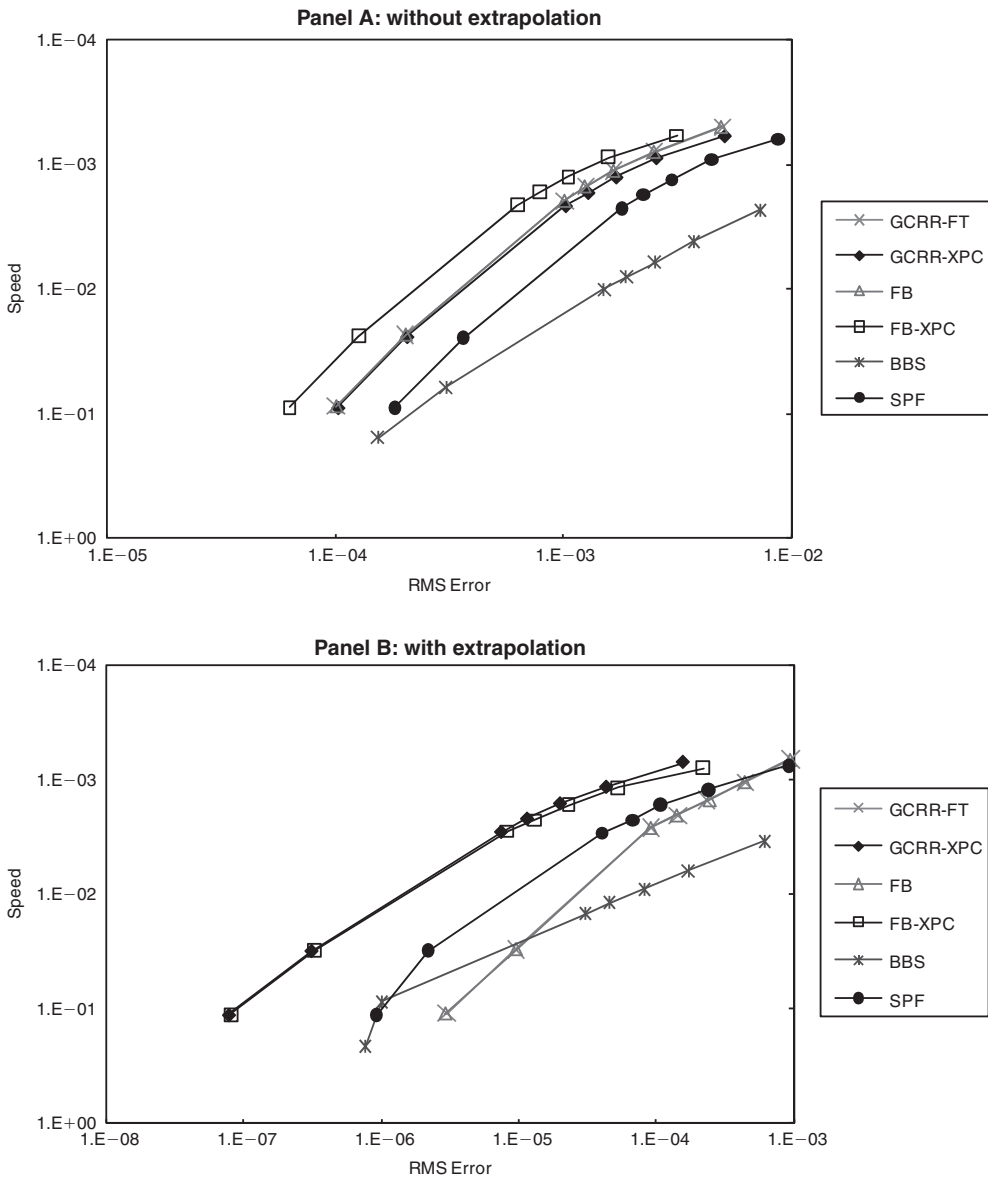 Panel A: without extrapolation
1.E−04
1.E−03
1.E−02
1.E−01
1.E+00
Speed
1.E−05
1.E−04
1.E−03
1.E−02
RMS Error
GCRR-FT
GCRR-XPC
FB
FB-XPC
BBS
SPF
Panel B: with extrapolation
1.E−04
1.E−03
1.E−02
1.E−01
1.E+00
Speed
1.E−08
1.E−07
1.E−06
1.E−05
1.E−04
1.E−03
RMS Error
GCRR-FT
GCRR-XPC
FB
FB-XPC
BBS
SPF